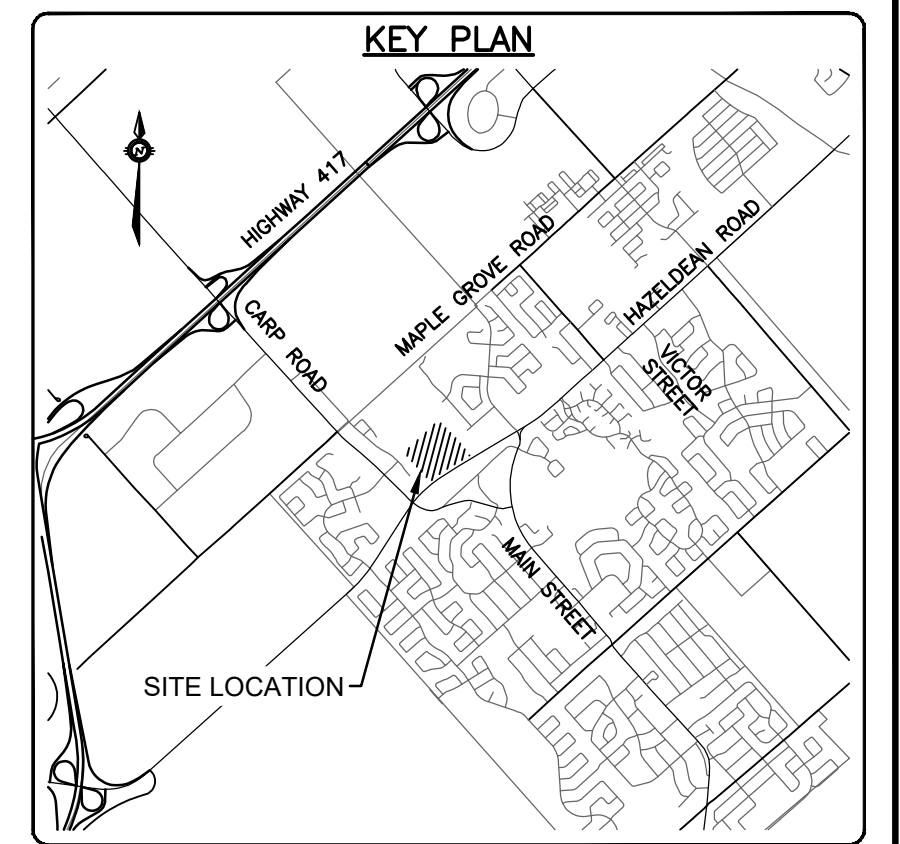 KEY PLAN
N
HIGHWAY 417
MAPLE GROVE ROAD
HAZELDEAN ROAD
CARP ROAD
VICTOR
STREET
MAIN STREET
SITE LOCATION